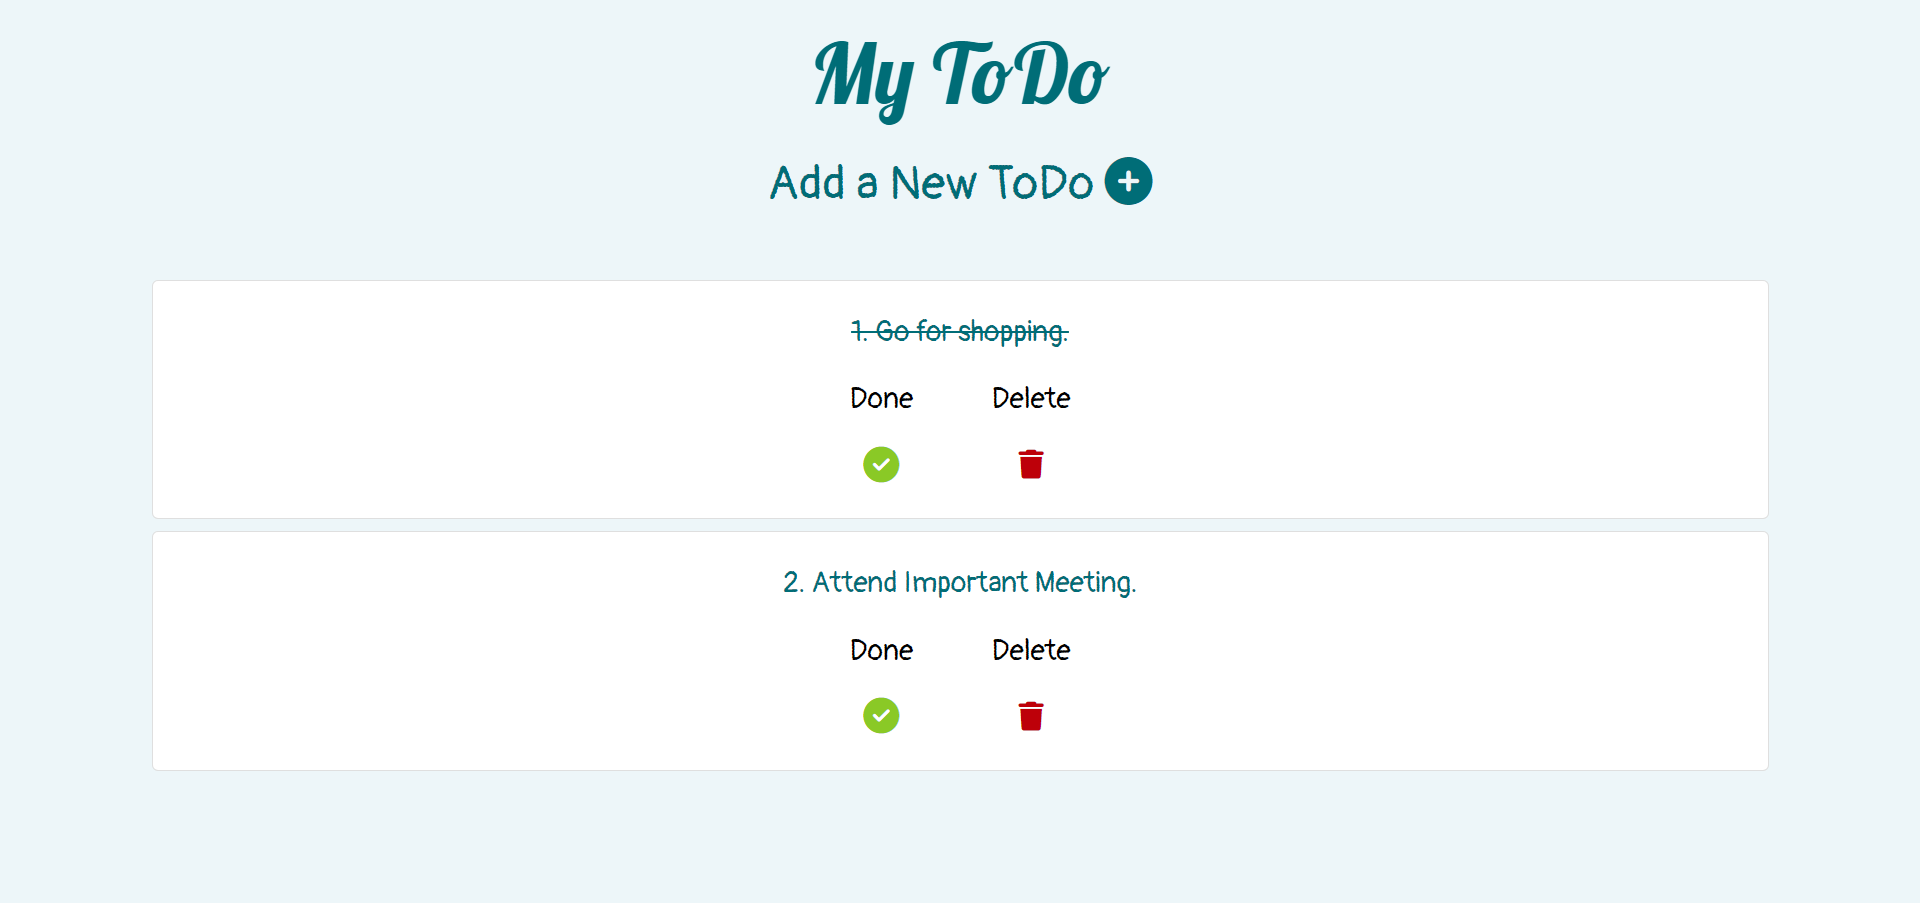 My ToDo
Add a New ToDo
1. Go for shopping.
Done Delete
2. Attend Important Meeting.
Done Delete